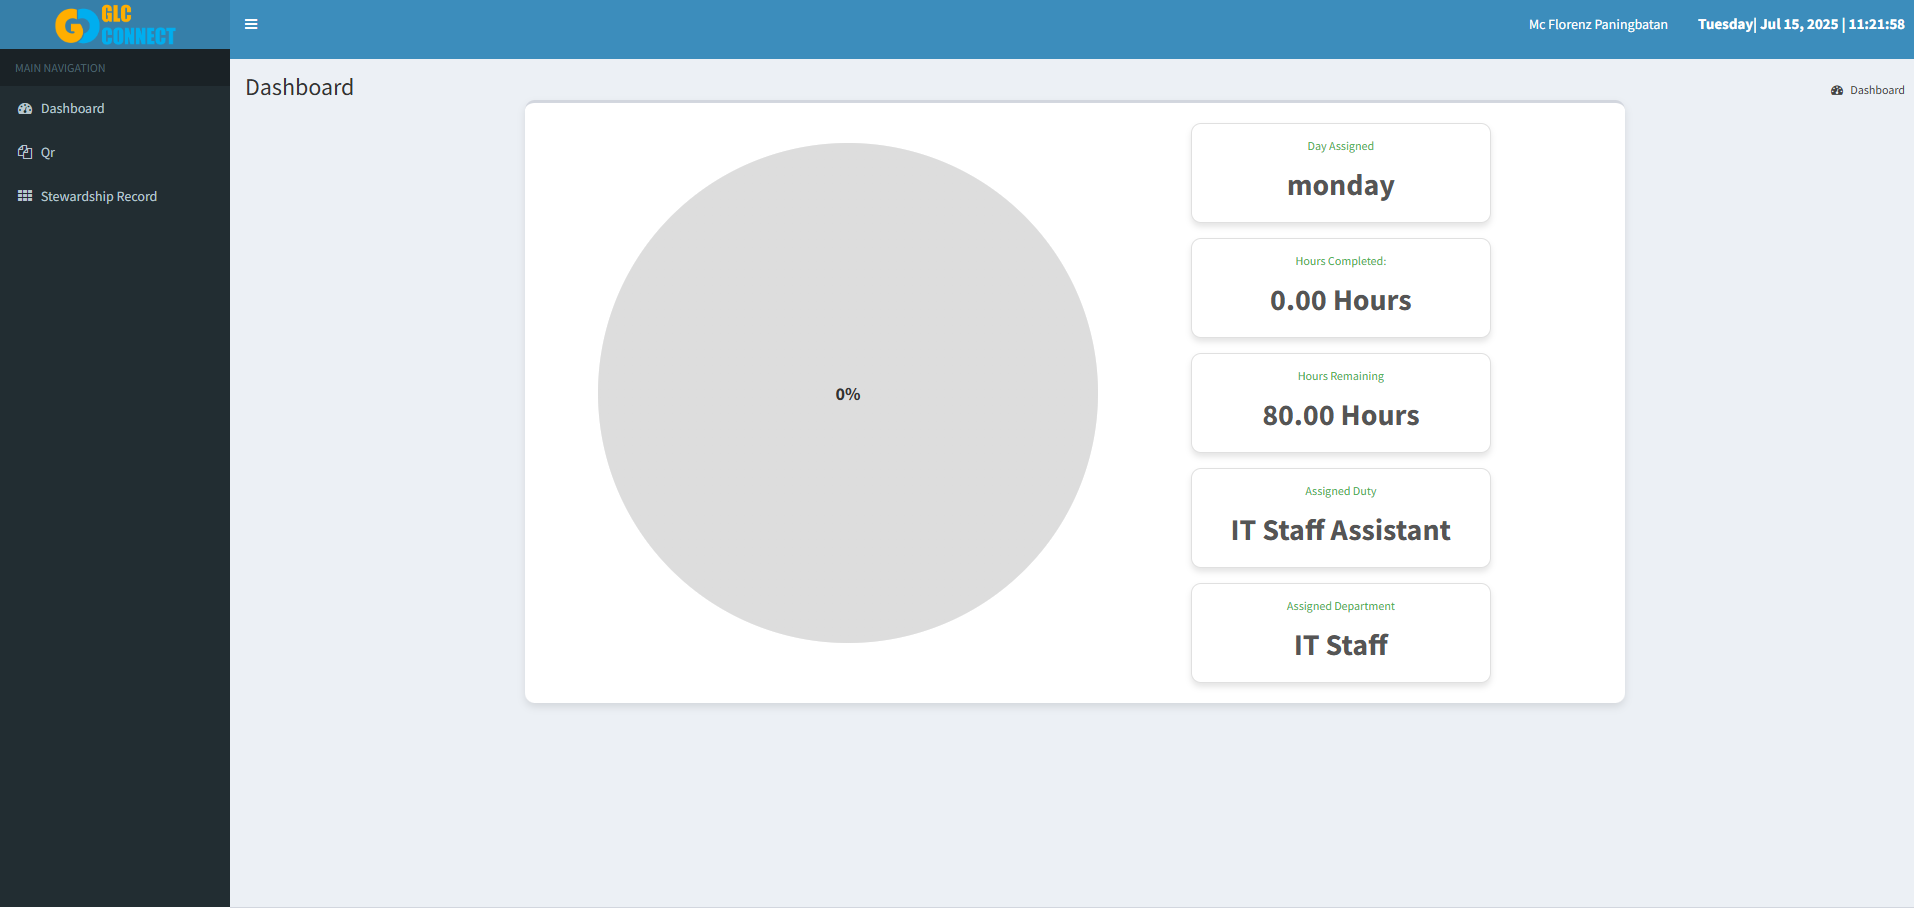 GLC
CONNECT
Mc Florenz Paningbatan
Tuesday| Jul 15, 2025 | 11:21:58
MAIN NAVIGATION
Dashboard
Qr
Stewardship Record
Dashboard
Dashboard
0%
Day Assigned
monday
Hours Completed:
0.00 Hours
Hours Remaining
80.00 Hours
Assigned Duty
IT Staff Assistant
Assigned Department
IT Staff